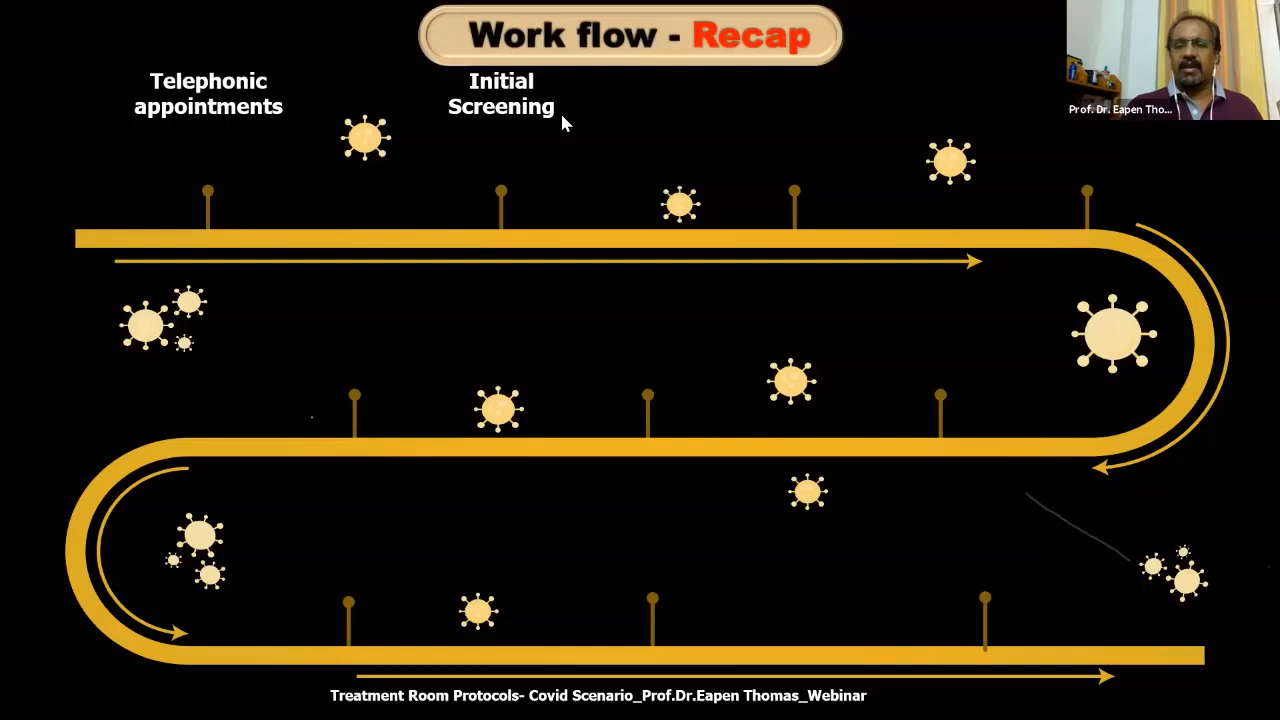 Work flow - Recap
Telephonic
appointments
Initial
Screening
Prof. Dr. Eapen Tho...
Treatment Room Protocols- Covid Scenario_Prof.Dr.Eapen Thomas_Webinar